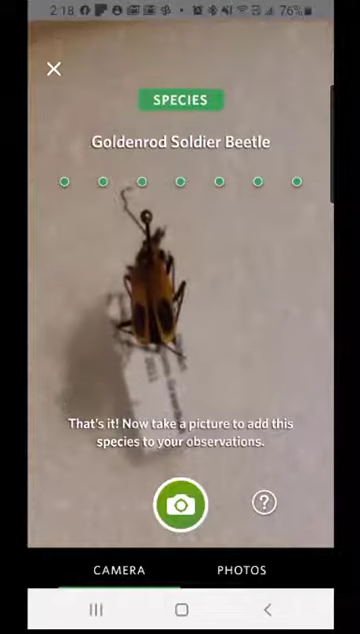 2:18
76%
SPECIES
Goldenrod Soldier Beetle
That's it! Now take a picture to add this
species to your observations.
?
CAMERA
PHOTOS